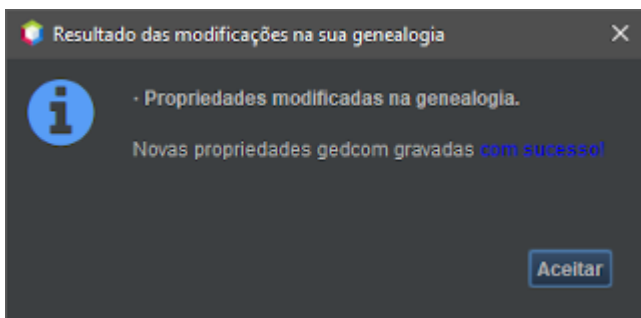 Resultado das modificações na sua genealogia
· Propriedades modificadas na genealogia.
Novas propriedades gedcom gravadas com sucesso!
Aceitar